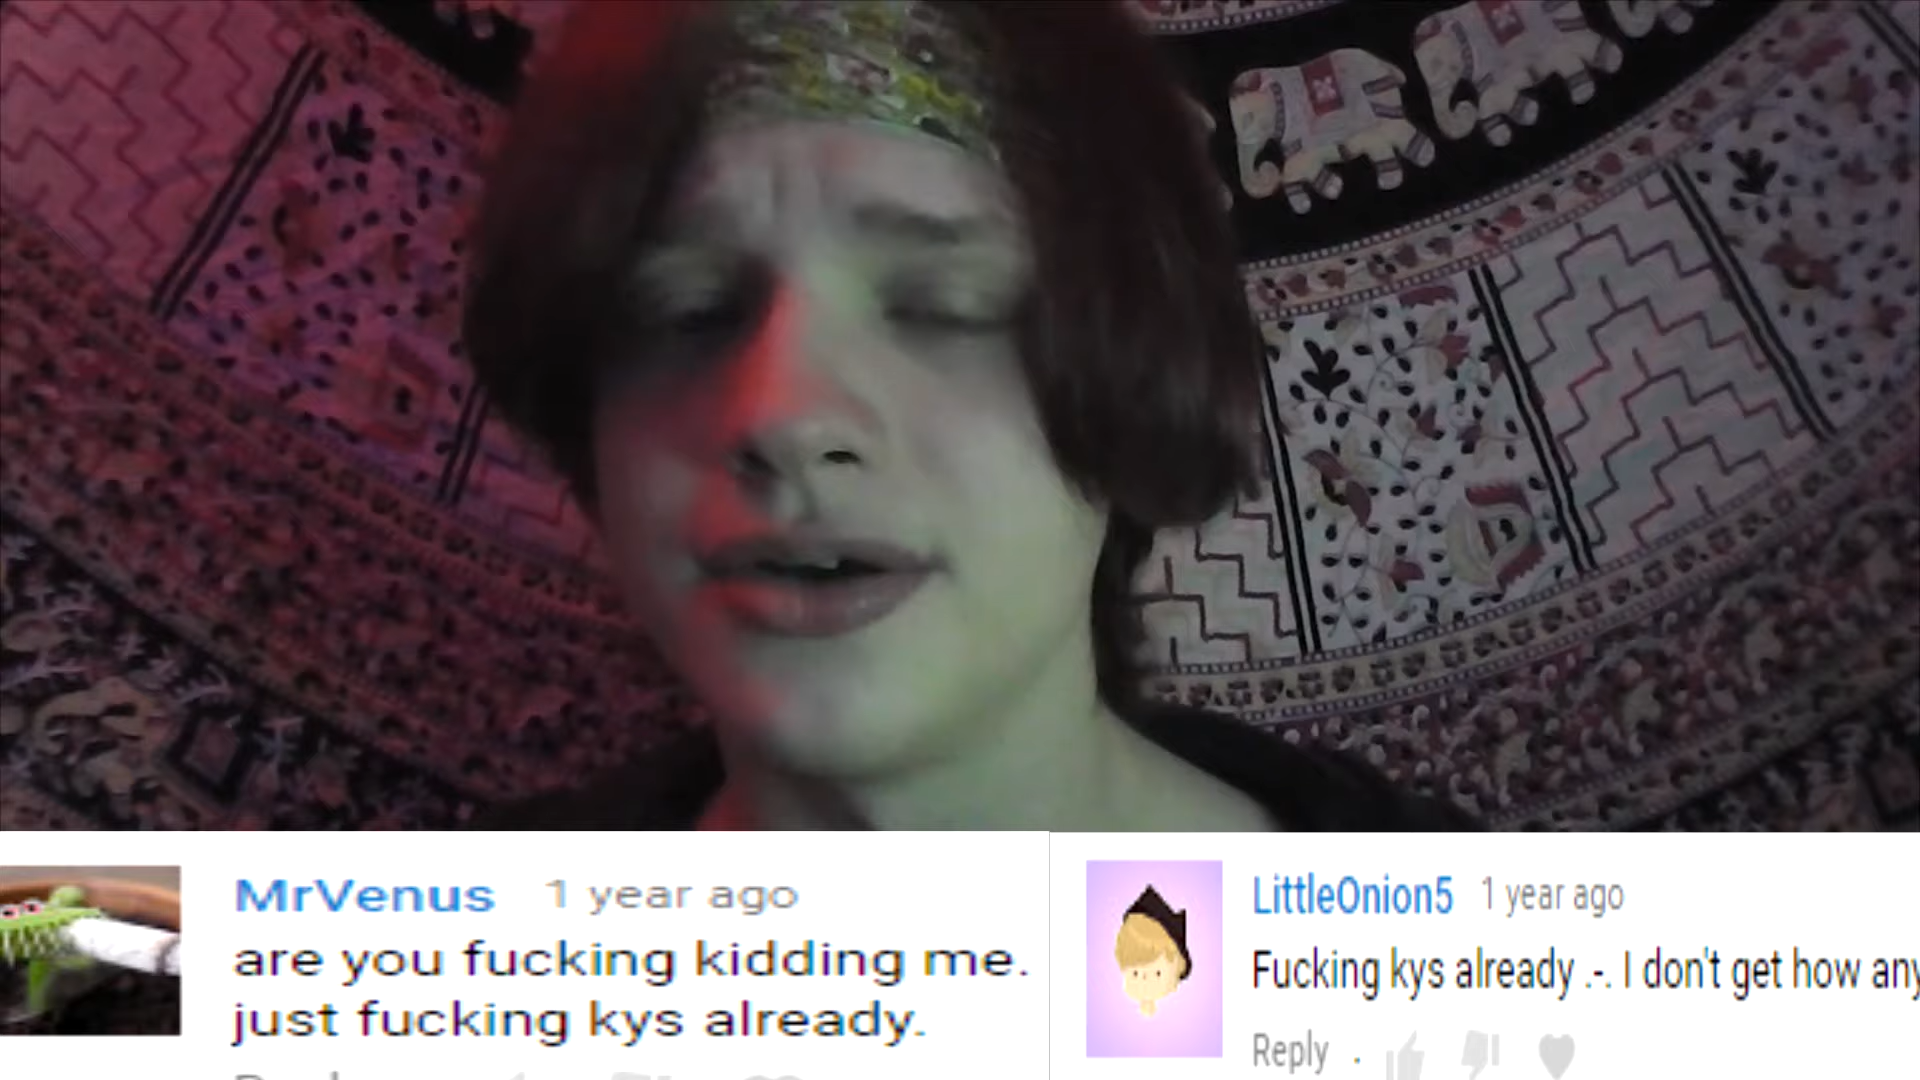 MrVenus 1 year ago
are you fucking kidding me.
just fucking kys already.
LittleOnion5 1 year ago
Fucking kys already .-. I don't get how any
Reply .